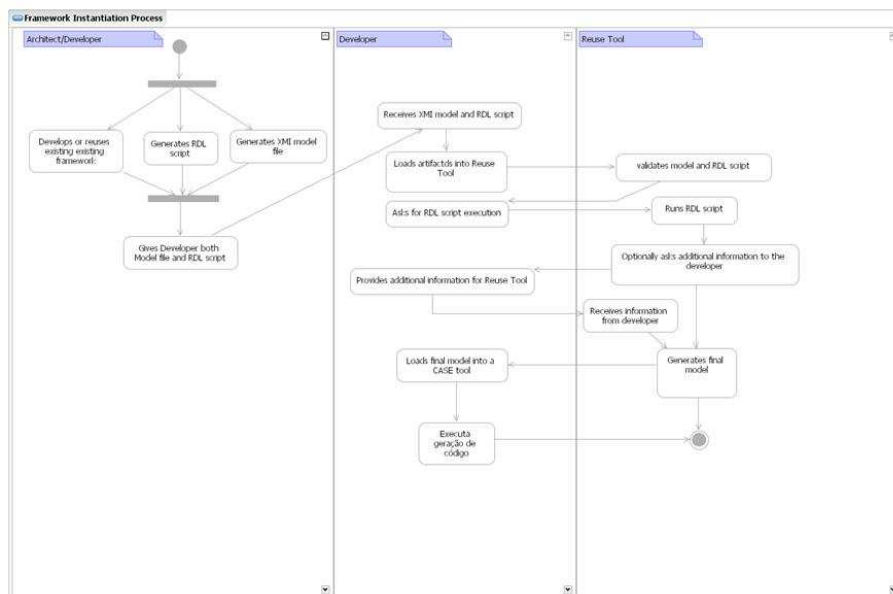 Framework Instantiation Process
Architect/Developer
Develops or reuses
existing existing
framework:
Generates RDL
script
Generates XMI model
file
Gives Developer both
Model file and RDL script
Developer
Receives XMI model and RDL script
Loads artifactds into Reuse
Tool
Asks for RDL script execution
Provides additional information for Reuse Tool
Loads final model into a
CASE tool
Executa
geração de
código
Reuse Tool
validates model and RDL script
Runs RDL script
Optionally asks additional information to the
developer
Receives information
from developer
Generates final
model